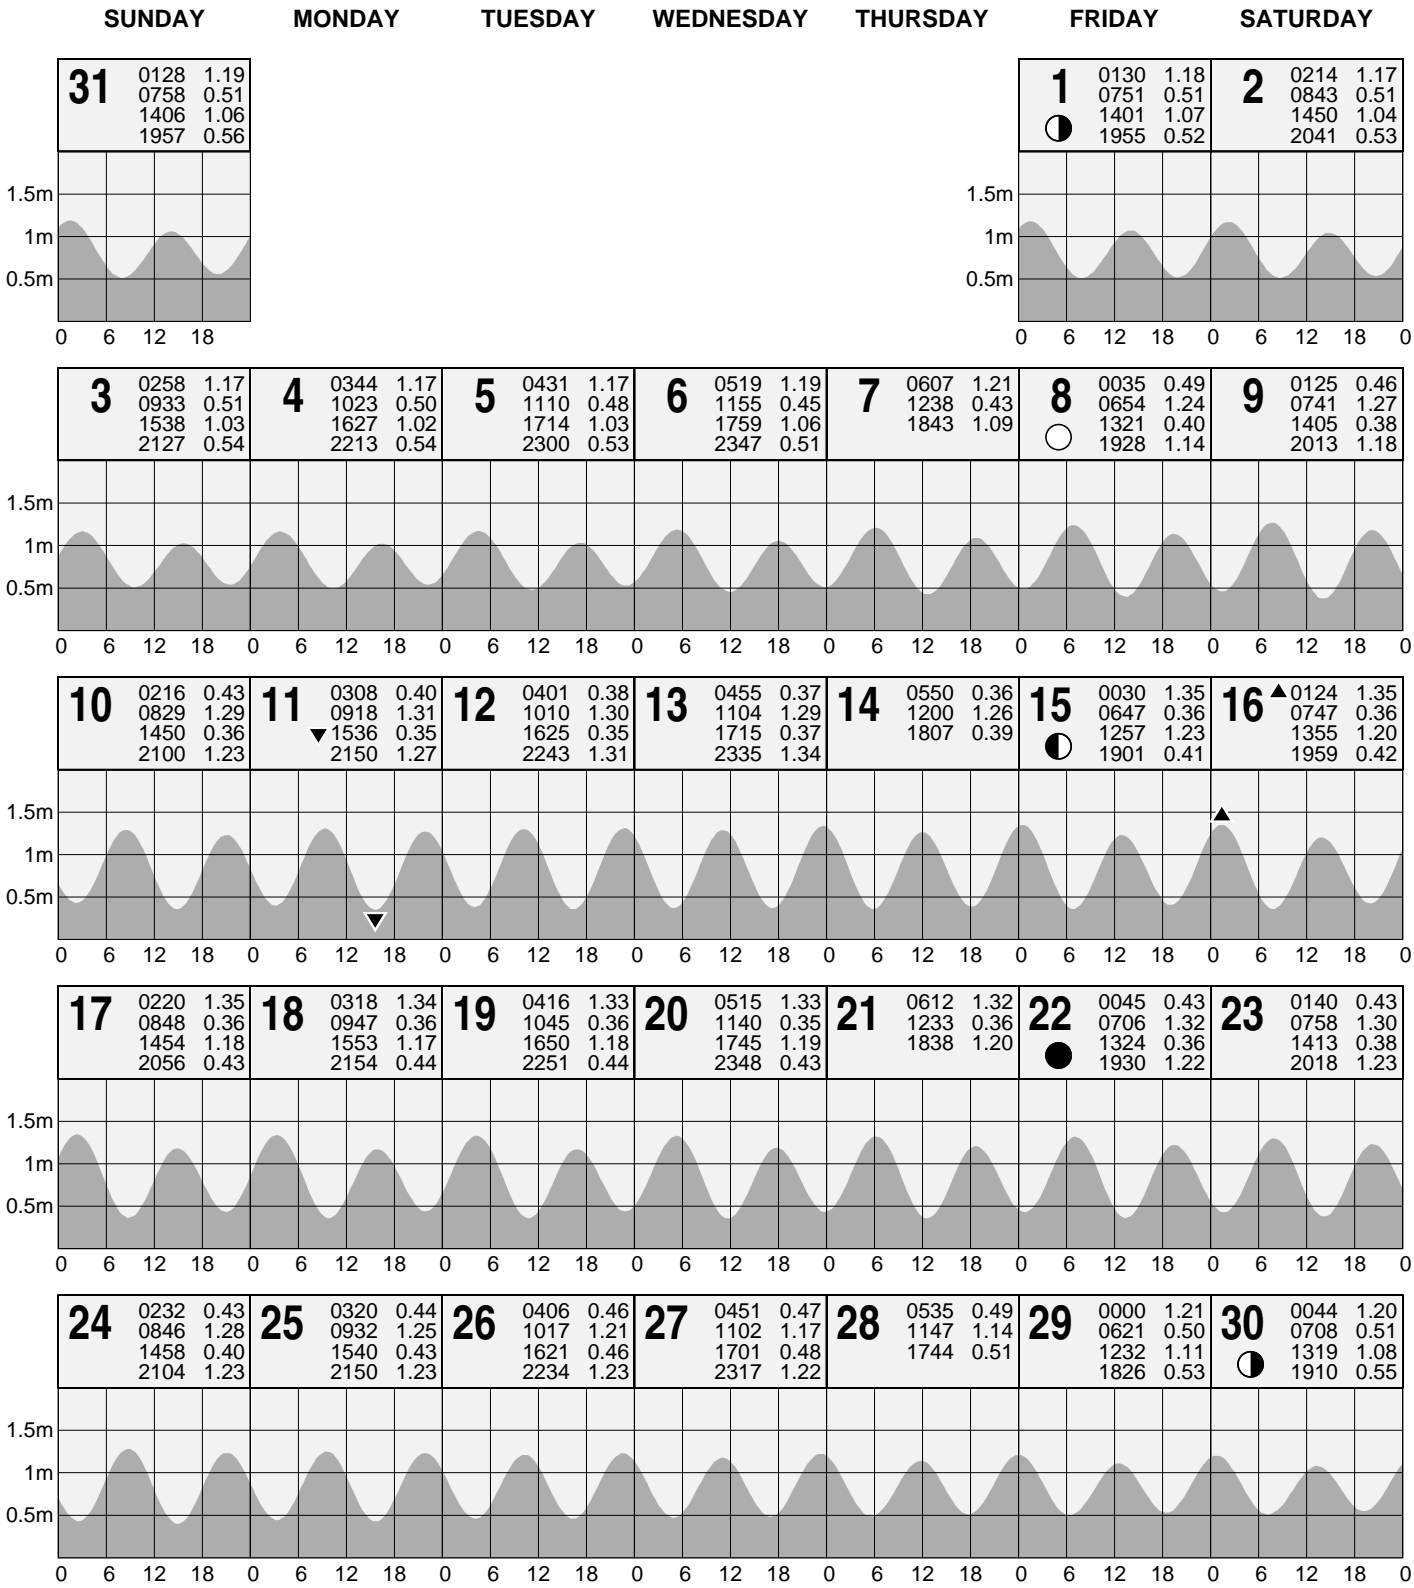 SUNDAY MONDAY TUESDAY WEDNESDAY THURSDAY FRIDAY SATURDAY
31 0128 1.19 1 0130 1.18 2 0214 1.17
0758 0.51 0751 0.51 0843 0.51
1406 1.06 1401 1.07 1450 1.04
1957 0.56 1955 0.52 2041 0.53
1.5m 1.5m
1m 1m
0.5m 0.5m
0 6 12 18 0 6 12 18 0 6 12 18 0
3 0258 1.17 4 0344 1.17 5 0431 1.17 6 0519 1.19 7 0607 1.21 8 0035 0.49 9 0125 0.46
0933 0.51 1023 0.50 1110 0.48 1155 0.45 1238 0.43 0654 1.24 0741 1.27
1538 1.03 1627 1.02 1714 1.03 1759 1.06 1843 1.09 1321 0.40 1405 0.38
2127 0.54 2213 0.54 2300 0.53 2347 0.51 1928 1.14 2013 1.18
1.5m
1m
0.5m
0 6 12 18 0 6 12 18 0 6 12 18 0 6 12 18 0 6 12 18 0 6 12 18 0 6 12 18 0
10 0216 0.43 11 0308 0.40 12 0401 0.38 13 0455 0.37 14 0550 0.36 15 0030 1.35 16 0124 1.35
0829 1.29 0918 1.31 1010 1.30 1104 1.29 1200 1.26 0647 0.36 0747 0.36
1450 0.36 1536 0.35 1625 0.35 1715 0.37 1807 0.39 1257 1.23 1355 1.20
2100 1.23 2150 1.27 2243 1.31 2335 1.34 1901 0.41 1959 0.42
1.5m
1m
0.5m
0 6 12 18 0 6 12 18 0 6 12 18 0 6 12 18 0 6 12 18 0 6 12 18 0 6 12 18 0
17 0220 1.35 18 0318 1.34 19 0416 1.33 20 0515 1.33 21 0612 1.32 22 0045 0.43 23 0140 0.43
0848 0.36 0947 0.36 1045 0.36 1140 0.35 1233 0.36 0706 1.32 0758 1.30
1454 1.18 1553 1.17 1650 1.18 1745 1.19 1838 1.20 1324 0.36 1413 0.38
2056 0.43 2154 0.44 2251 0.44 2348 0.43 1930 1.22 2018 1.23
1.5m
1m
0.5m
0 6 12 18 0 6 12 18 0 6 12 18 0 6 12 18 0 6 12 18 0 6 12 18 0 6 12 18 0
24 0232 0.43 25 0320 0.44 26 0406 0.46 27 0451 0.47 28 0535 0.49 29 0000 1.21 30 0044 1.20
0846 1.28 0932 1.25 1017 1.21 1102 1.17 1147 1.14 0621 0.50 0708 0.51
1458 0.40 1540 0.43 1621 0.46 1701 0.48 1744 0.51 1232 1.11 1319 1.08
2104 1.23 2150 1.23 2234 1.23 2317 1.22 1826 0.53 1910 0.55
1.5m
1m
0.5m
0 6 12 18 0 6 12 18 0 6 12 18 0 6 12 18 0 6 12 18 0 6 12 18 0 6 12 18 0